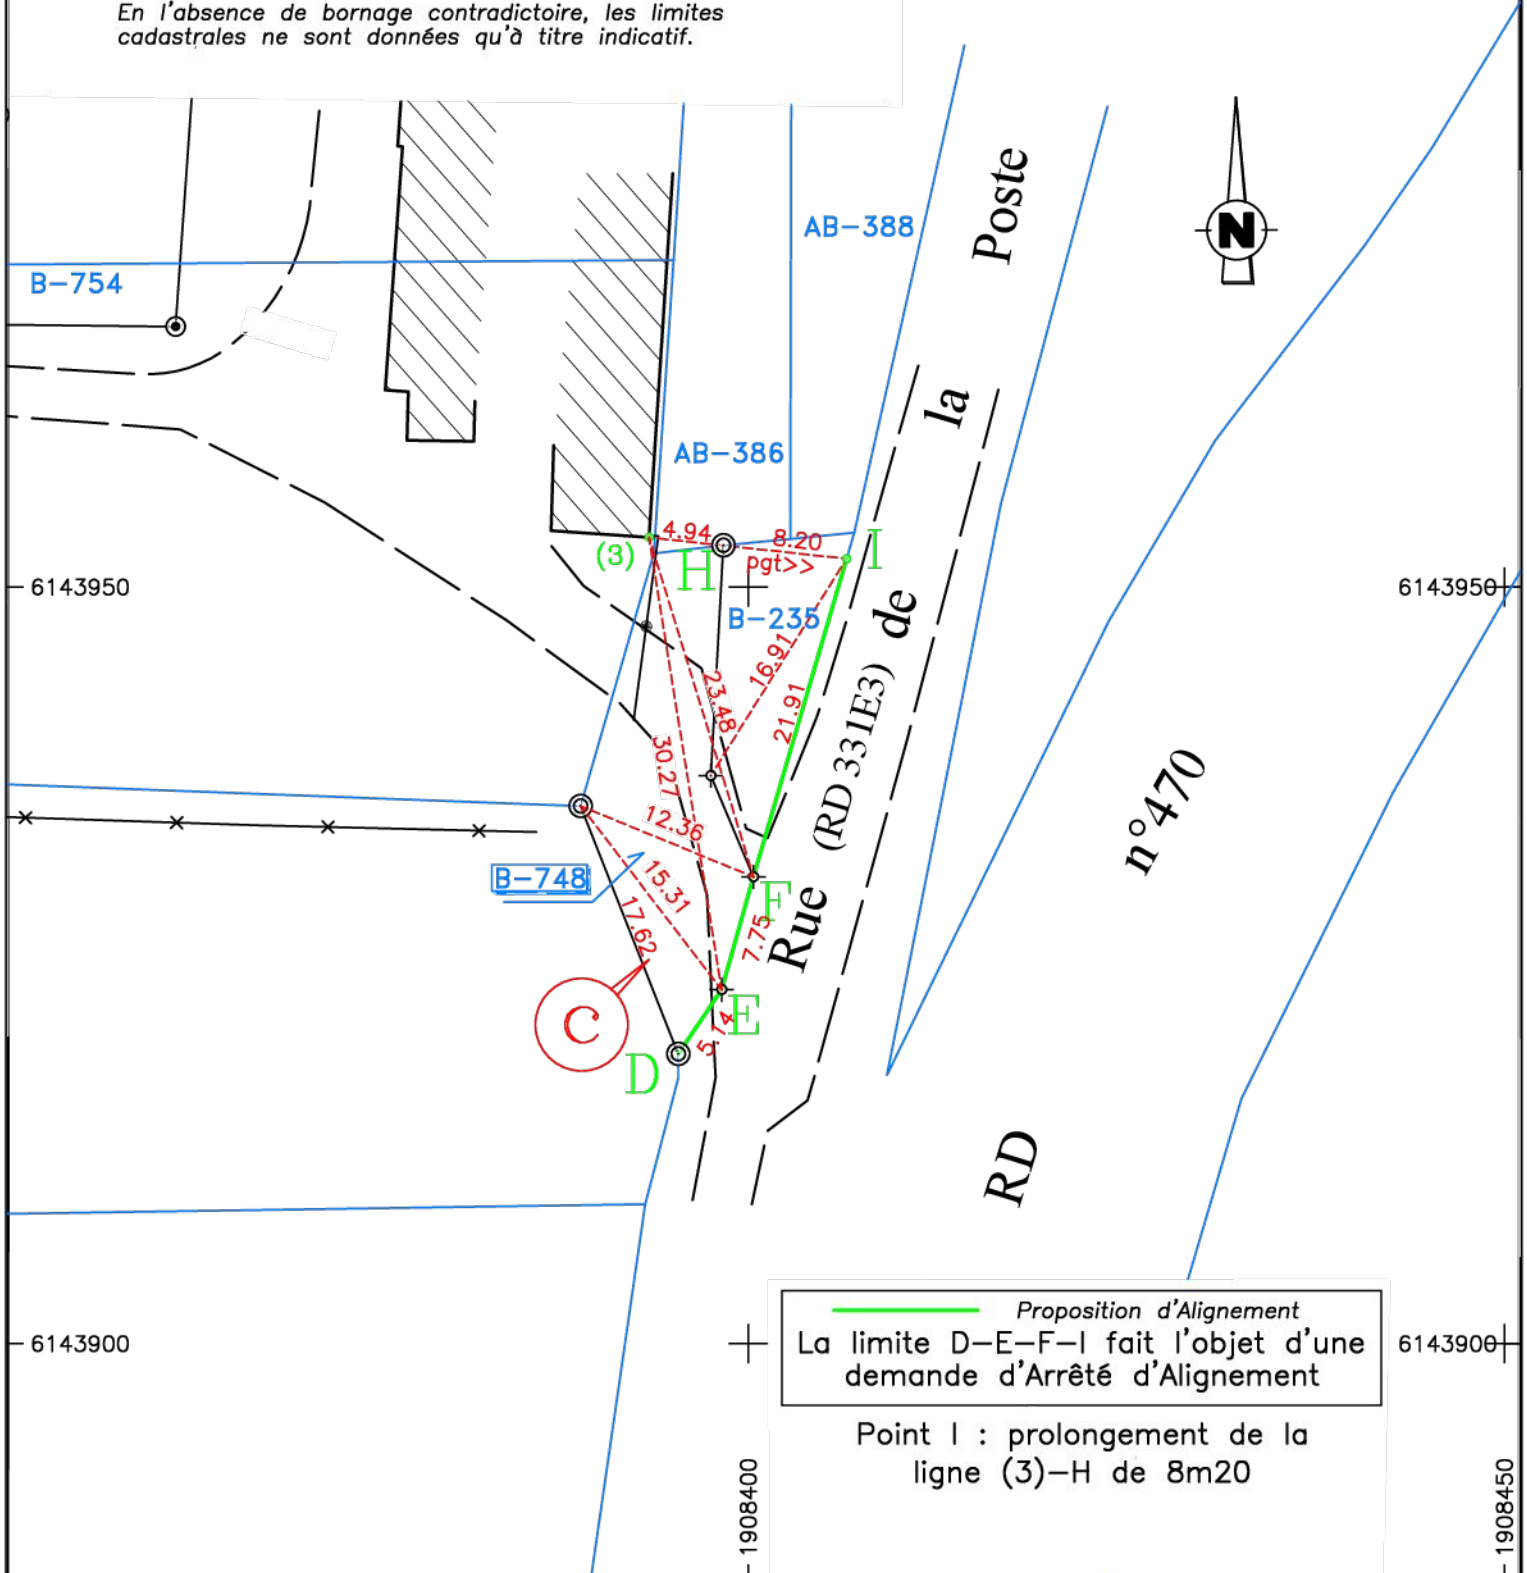 En l'absence de bornage contradictoire, les limites
cadastrales ne sont données qu'à titre indicatif.
Poste
AB-388
N
B-754
la
AB-386
4.94
8.20
I
(3)
H
pgt>>
6143950
6143950
de
B-235
16.91
23.48
21.91
(RD 331E3)
30.27
n°470
12.36
B-748
15.31
F
17.62
7.75
Rue
C
E
5.14
D
RD
Proposition d'Alignement
La limite D-E-F-I fait l'objet d'une
demande d'Arrêté d'Alignement
6143900
6143900
Point I : prolongement de la
ligne (3)-H de 8m20
1908400
1908450